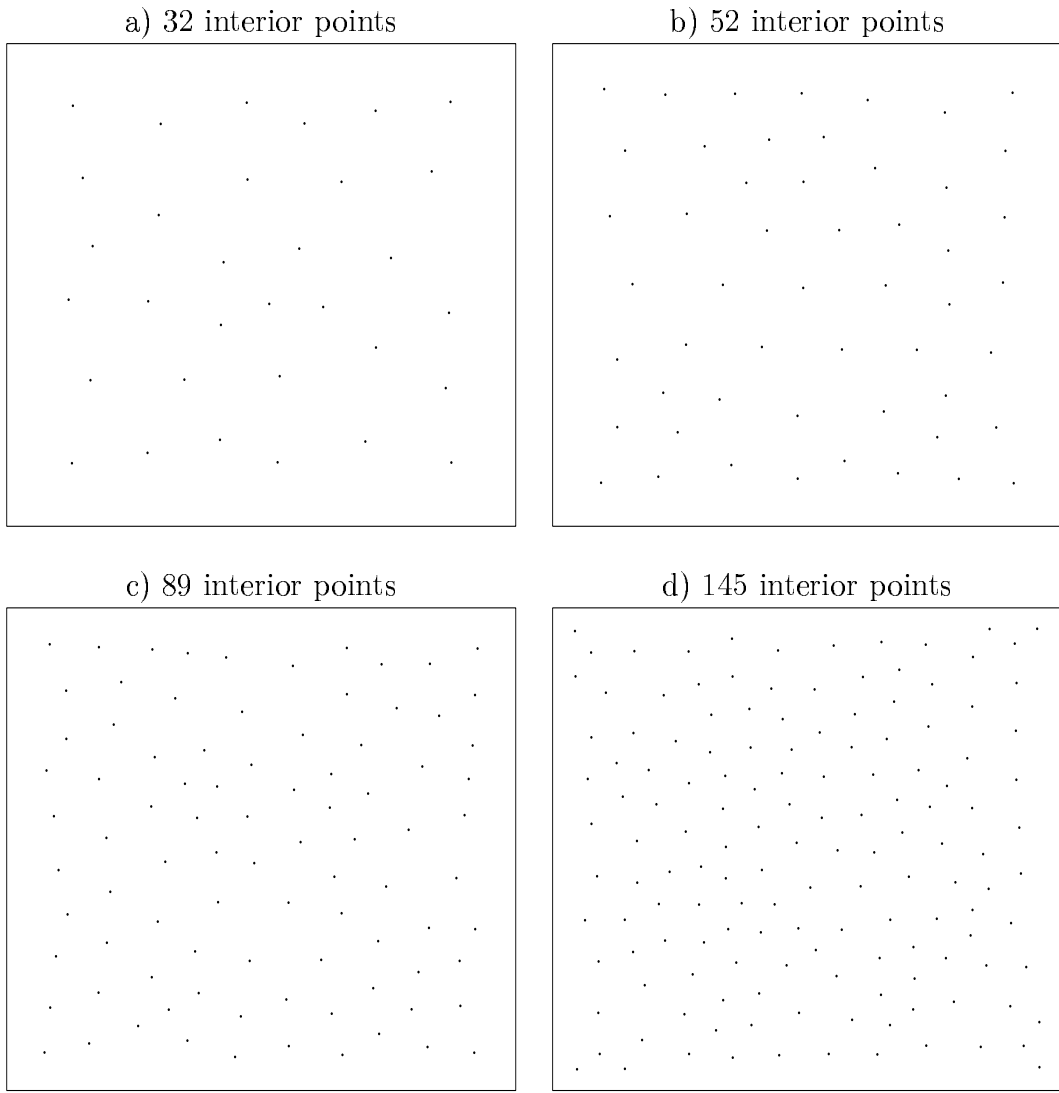 a) 32 interior points
b) 52 interior points
c) 89 interior points
d) 145 interior points